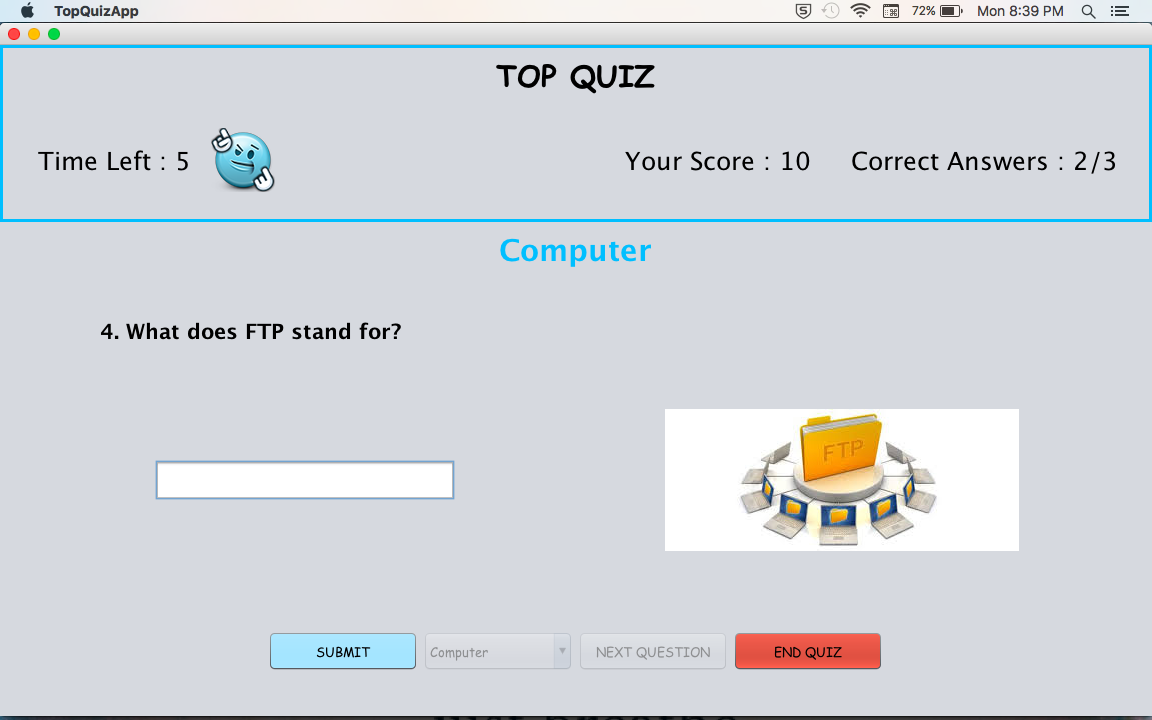 TopQuizApp 72% Mon 8:39 PM
TOP QUIZ
Time Left : 5 Your Score : 10 Correct Answers : 2/3
Computer
4. What does FTP stand for?
FTP
SUBMIT Computer NEXT QUESTION END QUIZ